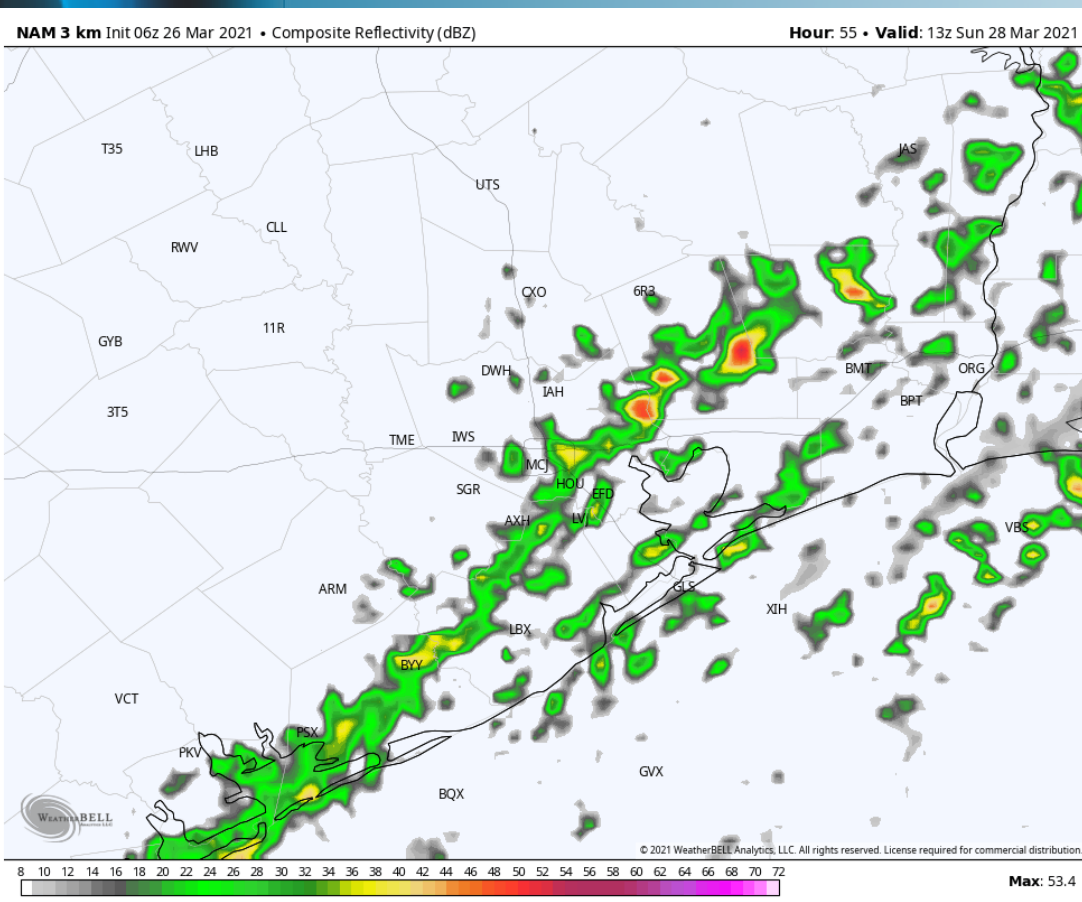 NAM 3 km Init 06z 26 Mar 2021 • Composite Reflectivity (dBZ) Hour: 55 • Valid: 13z Sun 28 Mar 2021
T35 LHB JAS
UTS
CLL
RWV
CXO 6R3
11R
GYB
DWH BMT ORG
IAH BPT
3T5
TME IWS
MCJ
SGR HOU EFD
AXH LVJ VBS
ARM GLS
XIH
LBX
BYY
VCT
PSX
PKV
GVX
BQX
WEATHERBELL
ANALYTICS LLC
© 2021 WeatherBELL Analytics, LLC. All rights reserved. License required for commercial distribution.
8 10 12 14 16 18 20 22 24 26 28 30 32 34 36 38 40 42 44 46 48 50 52 54 56 58 60 62 64 66 68 70 72
Max: 53.4